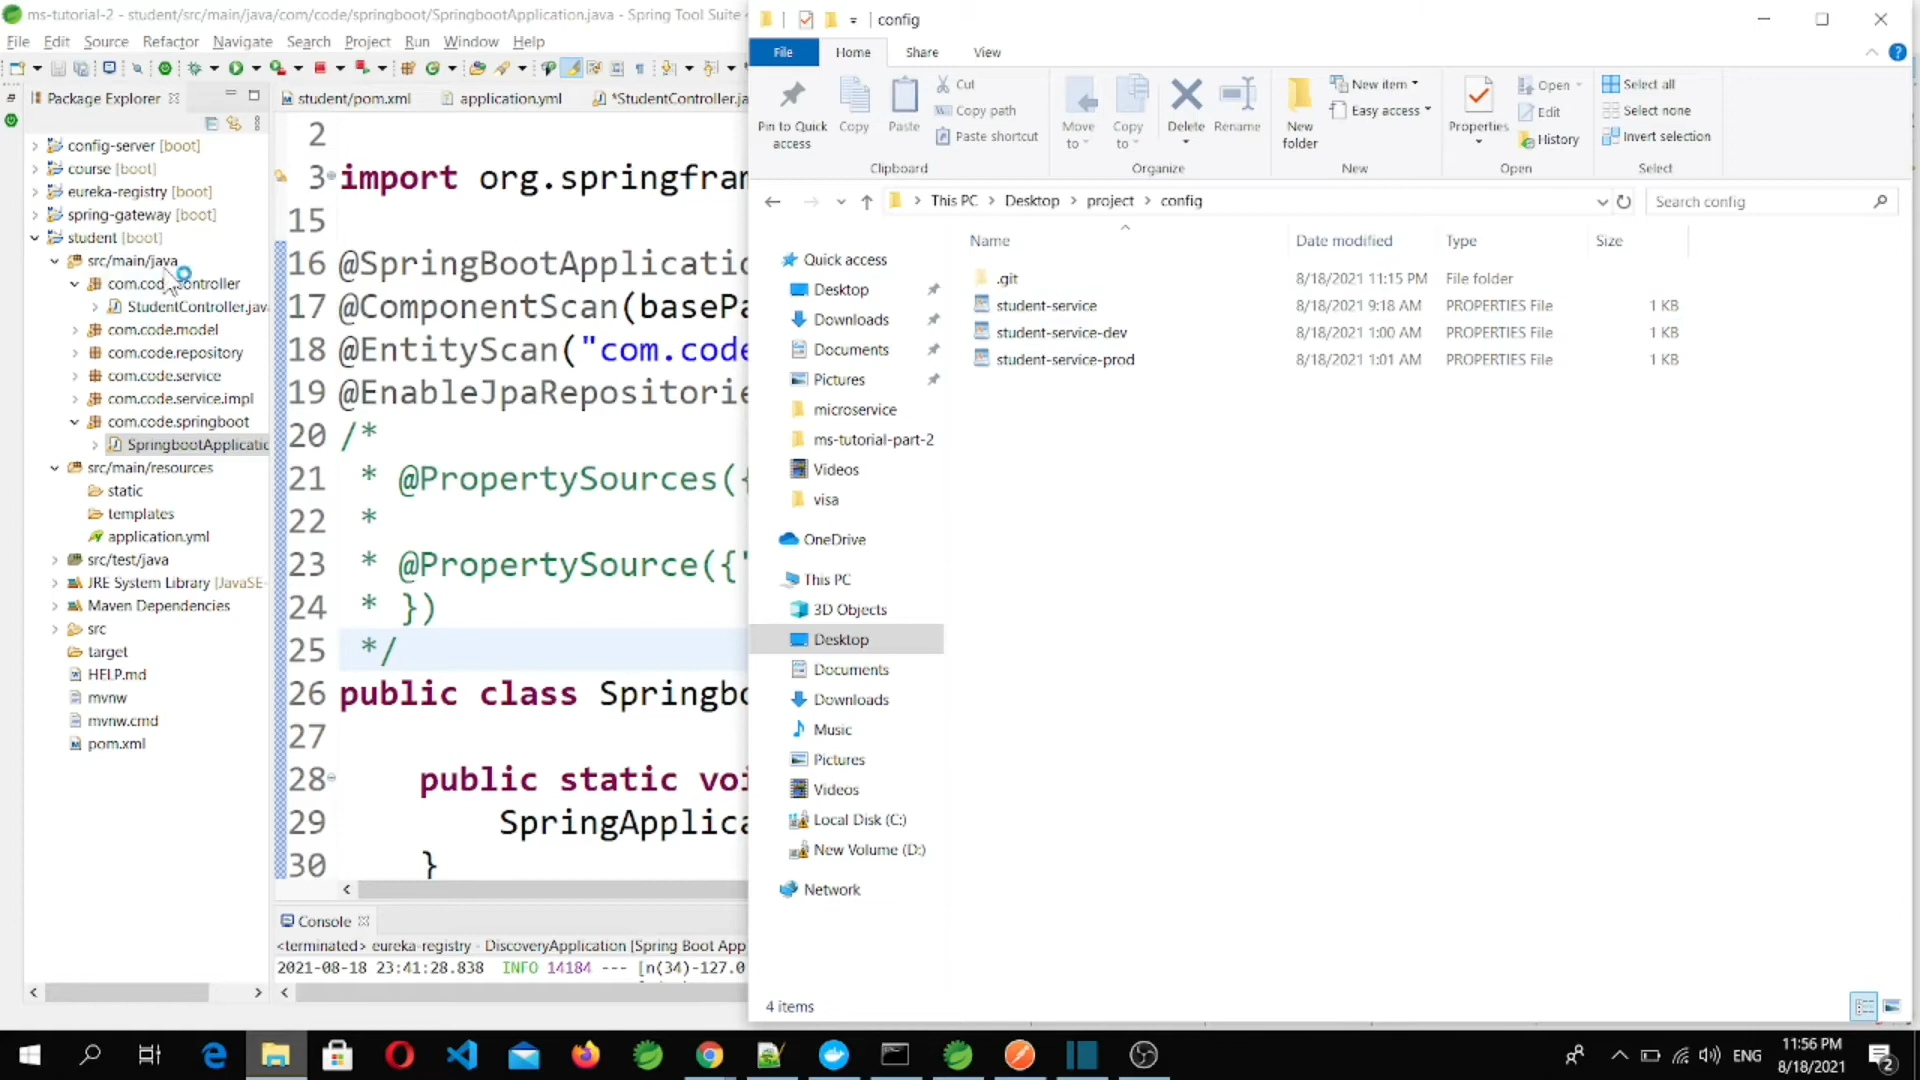 ms-tutorial-2 - student/src/main/java/com/code/springboot/SpringbootApplication.java - Spring Tool Suite
File Edit Source Refactor Navigate Search Project Run Window Help
Package Explorer
config-server [boot]
course [boot]
eureka-registry [boot]
spring-gateway [boot]
student [boot]
src/main/java
com.cod controller
StudentController.java
com.code.model
com.code.repository
com.code.service
com.code.service.impl
com.code.springboot
SpringbootApplicatio
src/main/resources
static
templates
application.yml
src/test/java
JRE System Library [JavaSE-
Maven Dependencies
src
target
HELP.md
mvnw
mvnw.cmd
pom.xml
student/pom.xml application.yml *StudentController.ja
2
3 import org.springfram
15
16 @SpringBootApplicatio
17 @ComponentScan(basePa
18 @EntityScan("com.code
19 @EnableJpaRepositorie
20 /*
21 * @PropertySources({
22 *
23 * @PropertySource({"
24 * })
25 */
26 public class Springbo
27
28 public static voi
29 SpringApplica
30 }
Console
<terminated> eureka-registry - DiscoveryApplication [Spring Boot App
2021-08-18 23:41:28.838 INFO 14184 --- [n(34)-127.0
config
File Home Share View
Pin to Quick access
Copy
Paste
Cut
Copy path
Paste shortcut
Clipboard
Move to
Copy to
Delete
Rename
Organize
New folder
New item
Easy access
New
Properties
Open
Edit
History
Open
Select all
Select none
Invert selection
Select
This PC > Desktop > project > config
Search config
Quick access
Desktop
Downloads
Documents
Pictures
microservice
ms-tutorial-part-2
Videos
visa
OneDrive
This PC
3D Objects
Desktop
Documents
Downloads
Music
Pictures
Videos
Local Disk (C:)
New Volume (D:)
Network
Name Date modified Type Size
.git 8/18/2021 11:15 PM File folder
student-service 8/18/2021 9:18 AM PROPERTIES File 1 KB
student-service-dev 8/18/2021 1:00 AM PROPERTIES File 1 KB
student-service-prod 8/18/2021 1:01 AM PROPERTIES File 1 KB
4 items
ENG
11:56 PM
8/18/2021
2